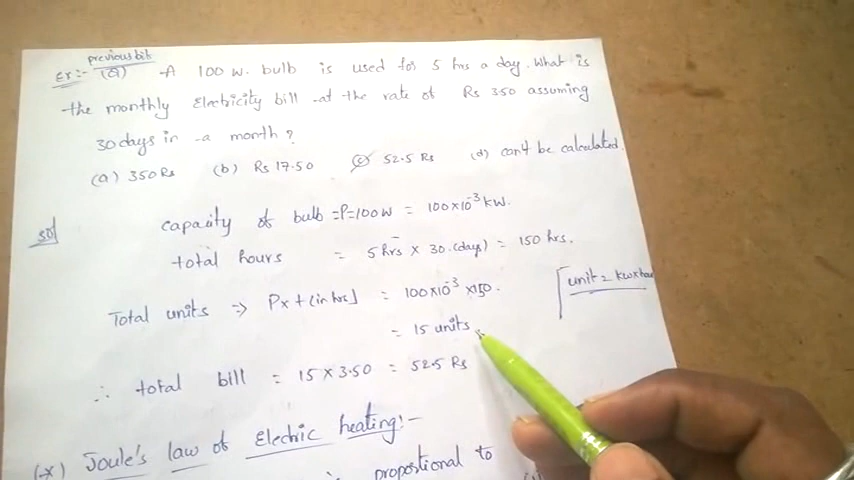 previous bit
Ex:- (Q) A 100 W. bulb is used for 5 hrs a day. What is
the monthly Electricity bill at the rate of Rs 350 assuming
30 days in a month?
(a) 350 Rs (b) Rs 17.50 (c) 52.5 Rs (d) can't be calculated.
Sol capacity of bulb = P = 100 W = 100×10⁻³ kW.
total hours = 5 hrs × 30 (days) = 150 hrs.
Total units ⇒ P × t (in hrs) = 100×10⁻³ ×150.
unit = kw×hour
= 15 units.
∴ total bill = 15 × 3.50 = 52.5 Rs
(*) Joule's law of Electric heating:-
is propostional to